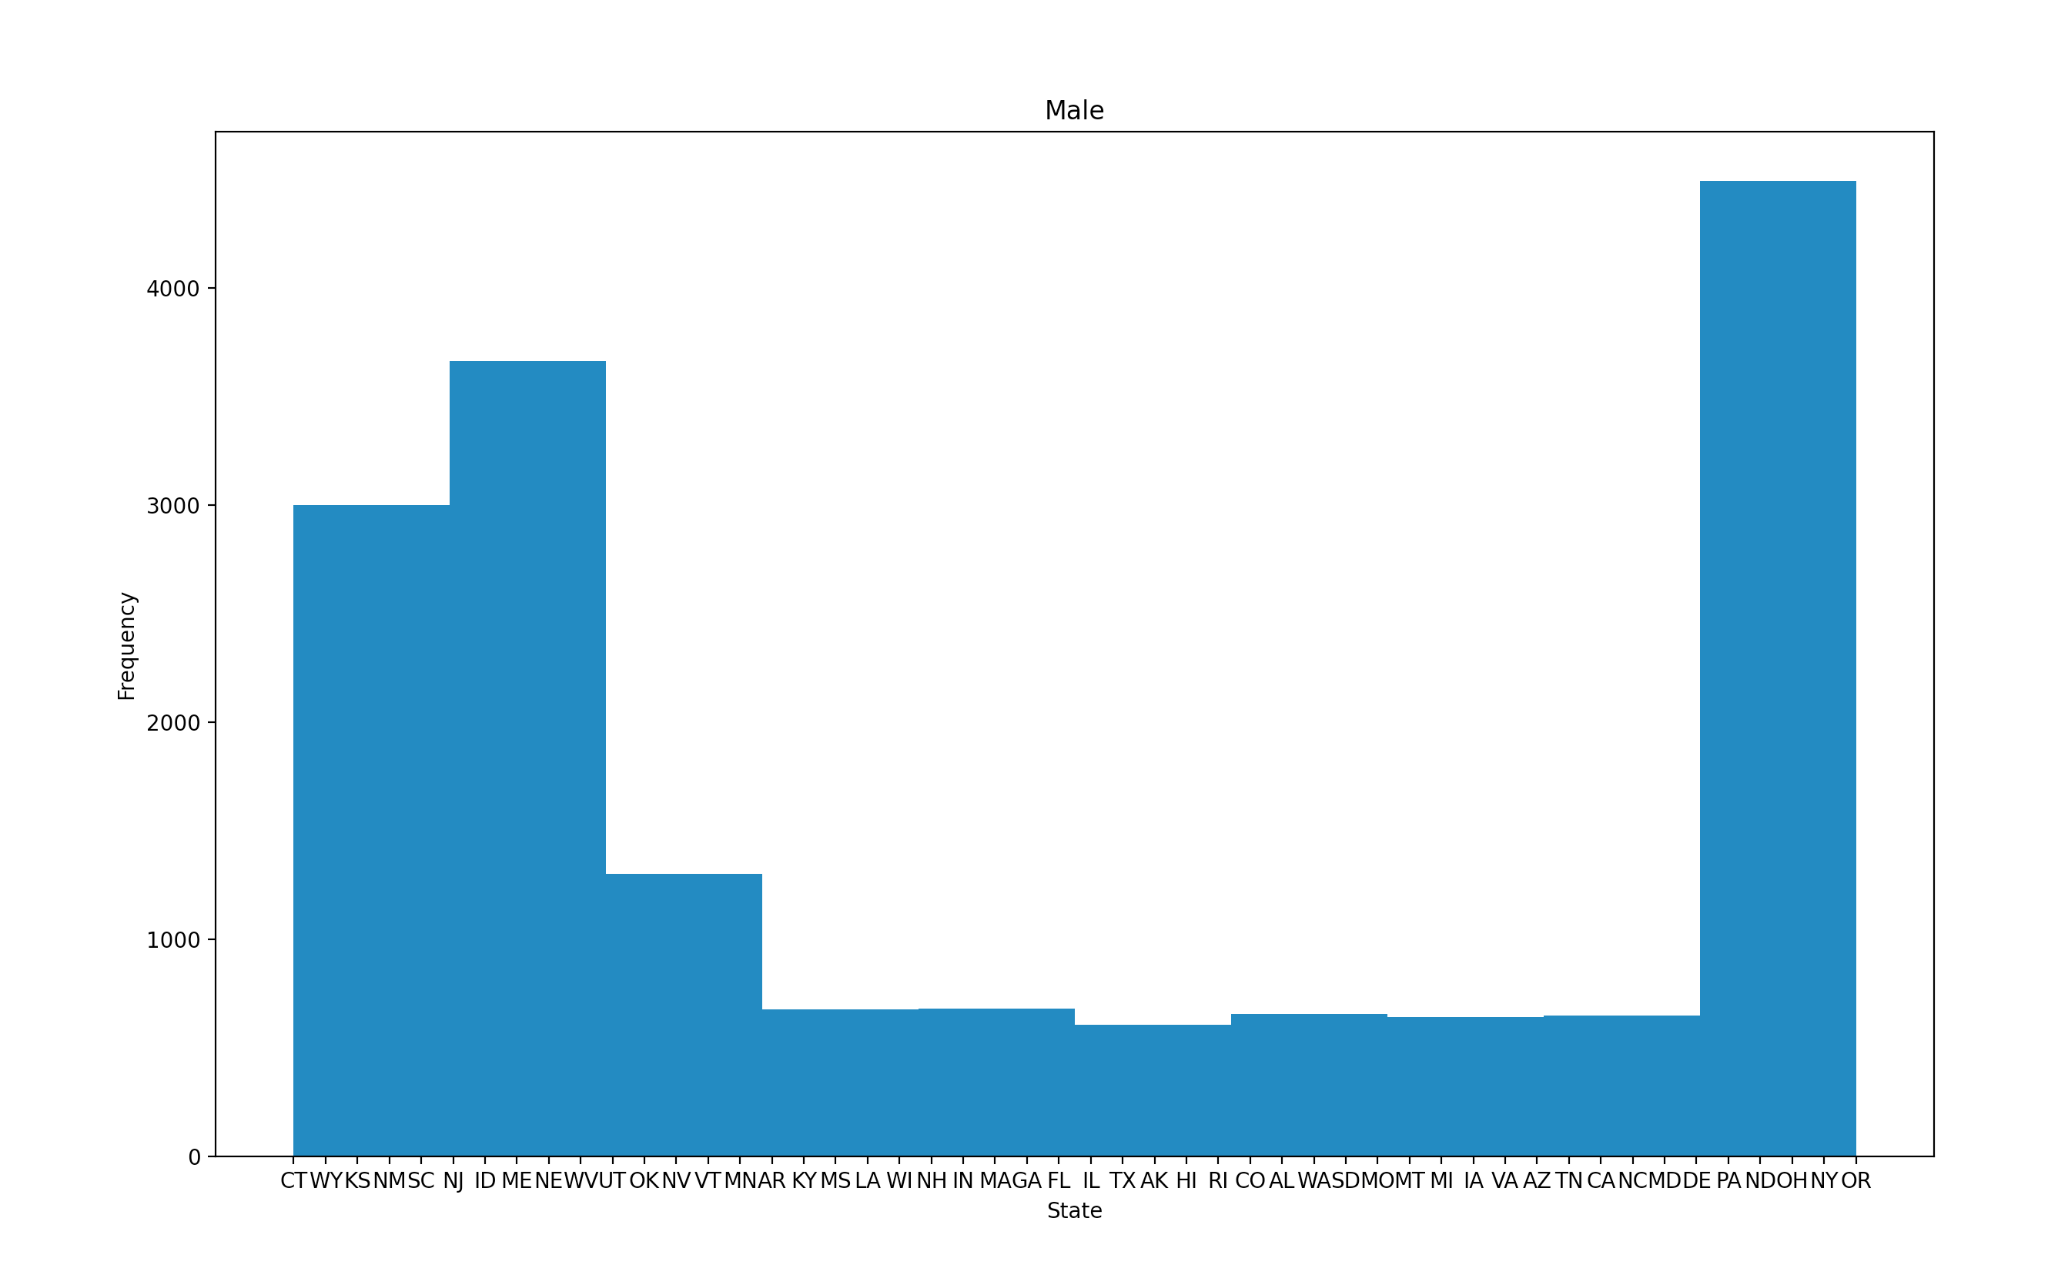 Male
4000
3000
2000
1000
0
Frequency
CT WY KS NM SC NJ ID ME NE WV UT OK NV VT MN AR KY MS LA WI NH IN MA GA FL IL TX AK HI RI CO AL WA SD MO MT MI IA VA AZ TN CA NC MD DE PA ND OH NY OR
State